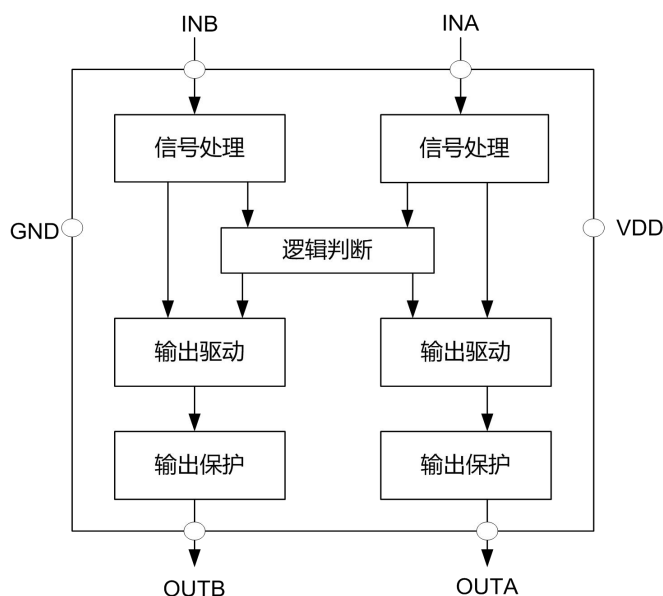 INB
INA
信号处理
信号处理
GND
VDD
逻辑判断
输出驱动
输出驱动
输出保护
输出保护
OUTB
OUTA